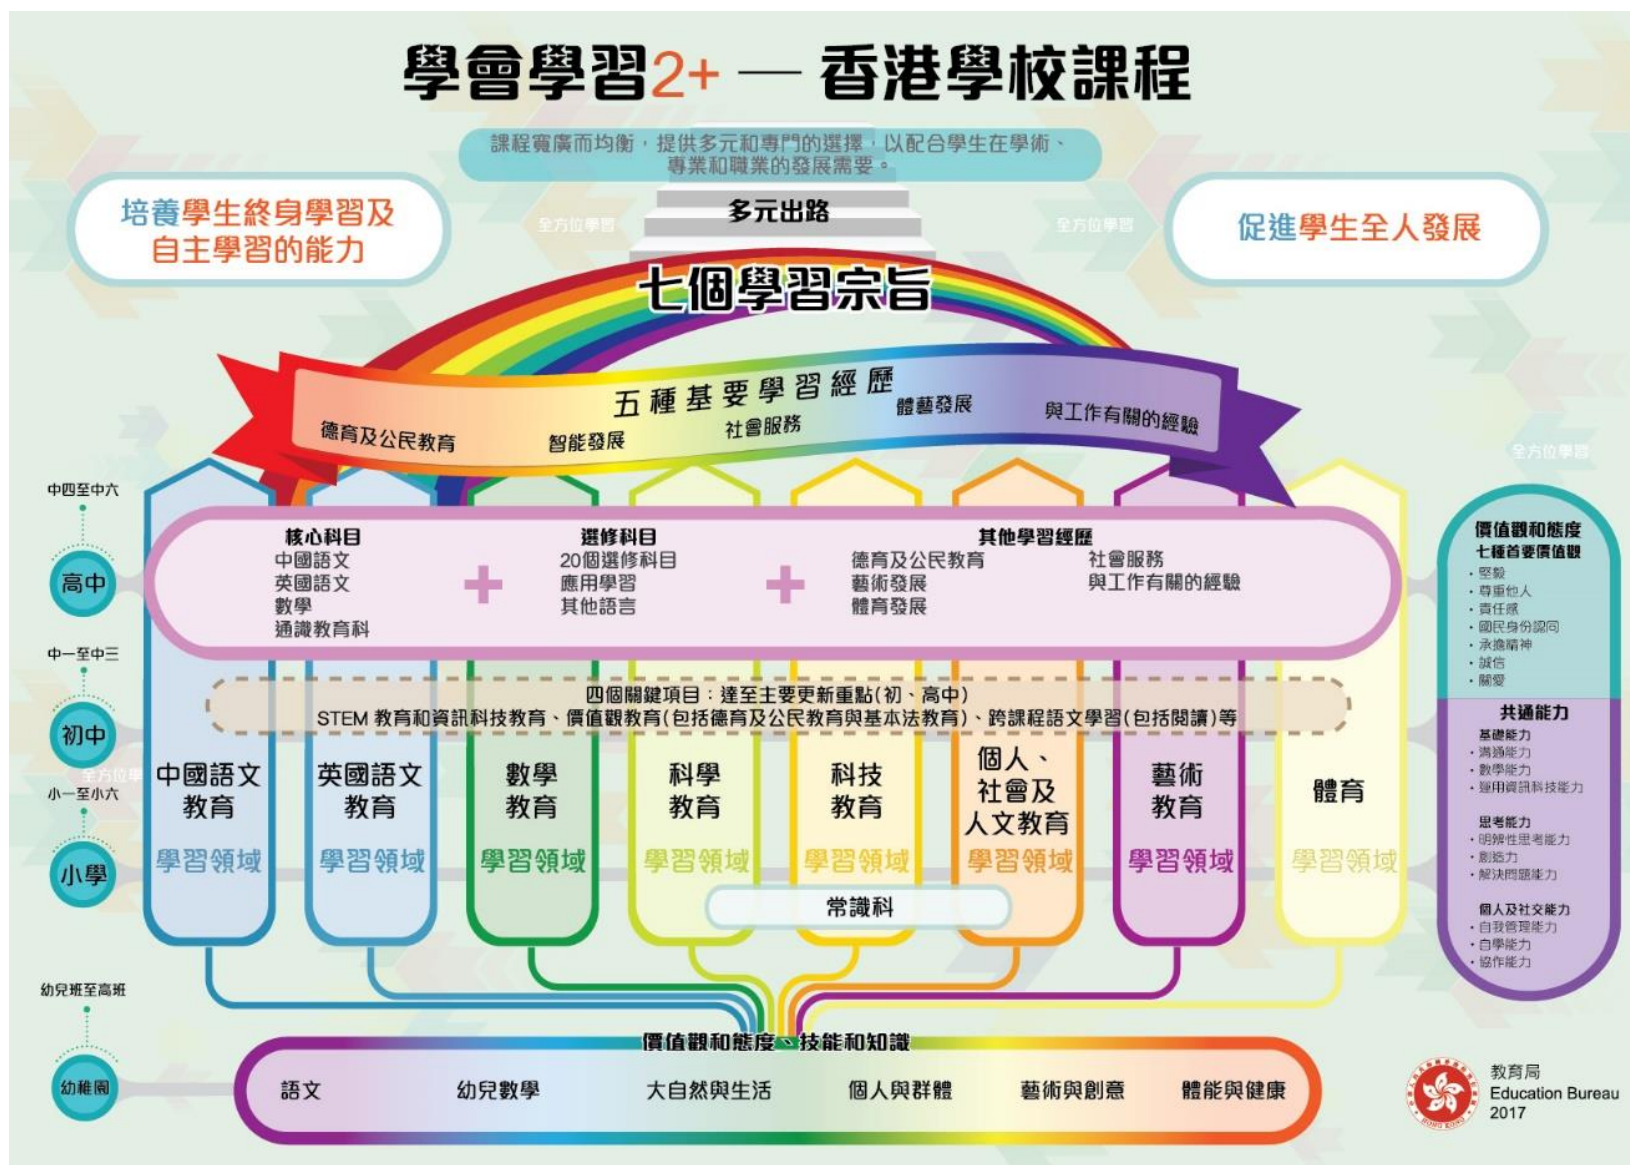 學會學習2+ — 香港學校課程
課程寬廣而均衡，提供多元和專門的選擇，以配合學生在學術、
專業和職業的發展需要。
培養學生終身學習及
自主學習的能力
促進學生全人發展
全方位學習
多元出路
全方位學習
七個學習宗旨
五種基要學習經歷
德育及公民教育
智能發展
社會服務
體藝發展
與工作有關的經驗
全方位學習
中四至中六
高中
核心科目
中國語文
英國語文
數學
通識教育科
+
選修科目
20個選修科目
應用學習
其他語言
+
其他學習經歷
德育及公民教育
藝術發展
體育發展
社會服務
與工作有關的經驗
中一至中三
初中
四個關鍵項目：達至主要更新重點(初、高中)
STEM 教育和資訊科技教育、價值觀教育(包括德育及公民教育與基本法教育)、跨課程語文學習(包括閱讀)等
全方位學
小一至小六
小學
中國語文
教育
學習領域
英國語文
教育
學習領域
數學
教育
學習領域
科學
教育
學習領域
科技
教育
學習領域
個人、
社會及
人文教育
學習領域
藝術
教育
學習領域
體育
學習領域
常識科
價值觀和態度
七種首要價值觀
・堅毅
・尊重他人
・責任感
・國民身份認同
・承擔精神
・誠信
・關愛
共通能力
基礎能力
・溝通能力
・數學能力
・運用資訊科技能力
思考能力
・明辨性思考能力
・創造力
・解決問題能力
個人及社交能力
・自我管理能力
・自學能力
・協作能力
幼兒班至高班
幼稚園
價值觀和態度、技能和知識
語文
幼兒數學
大自然與生活
個人與群體
藝術與創意
體能與健康
教育局
Education Bureau
2017